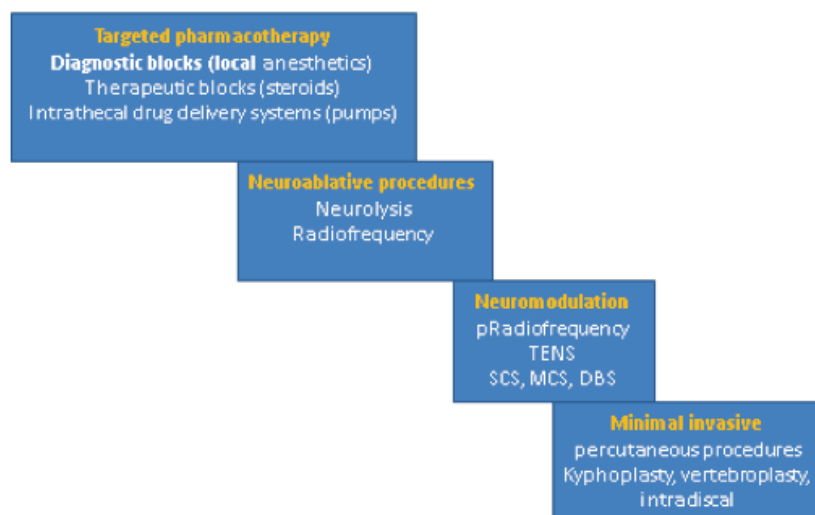 Targeted pharmacotherapy
Diagnostic blocks (local anesthetics)
Therapeutic blocks (steroids)
Intrathecal drug delivery systems (pumps)
Neuroablative procedures
Neurolysis
Radiofrequency
Neuromodulation
pRadiofrequency
TENS
SCS, MCS, DBS
Minimal invasive
percutaneous procedures
Kyphoplasty, vertebroplasty,
intradiscal